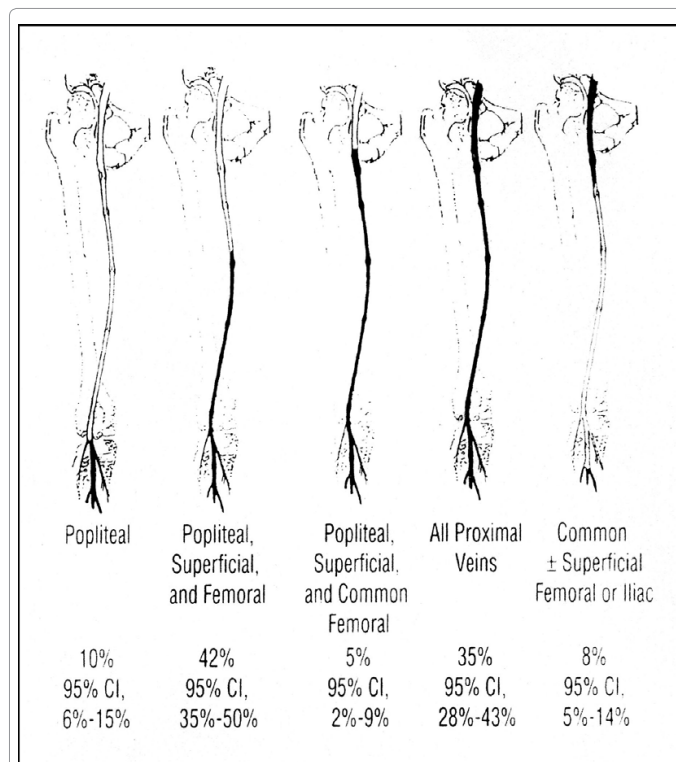 Popliteal
Popliteal,
Superficial,
and Femoral
Popliteal,
Superficial,
and Common
Femoral
All Proximal
Veins
Common
± Superficial
Femoral or Iliac
10%
95% CI,
6%-15%
42%
95% CI,
35%-50%
5%
95% CI,
2%-9%
35%
95% CI,
28%-43%
8%
95% CI,
5%-14%